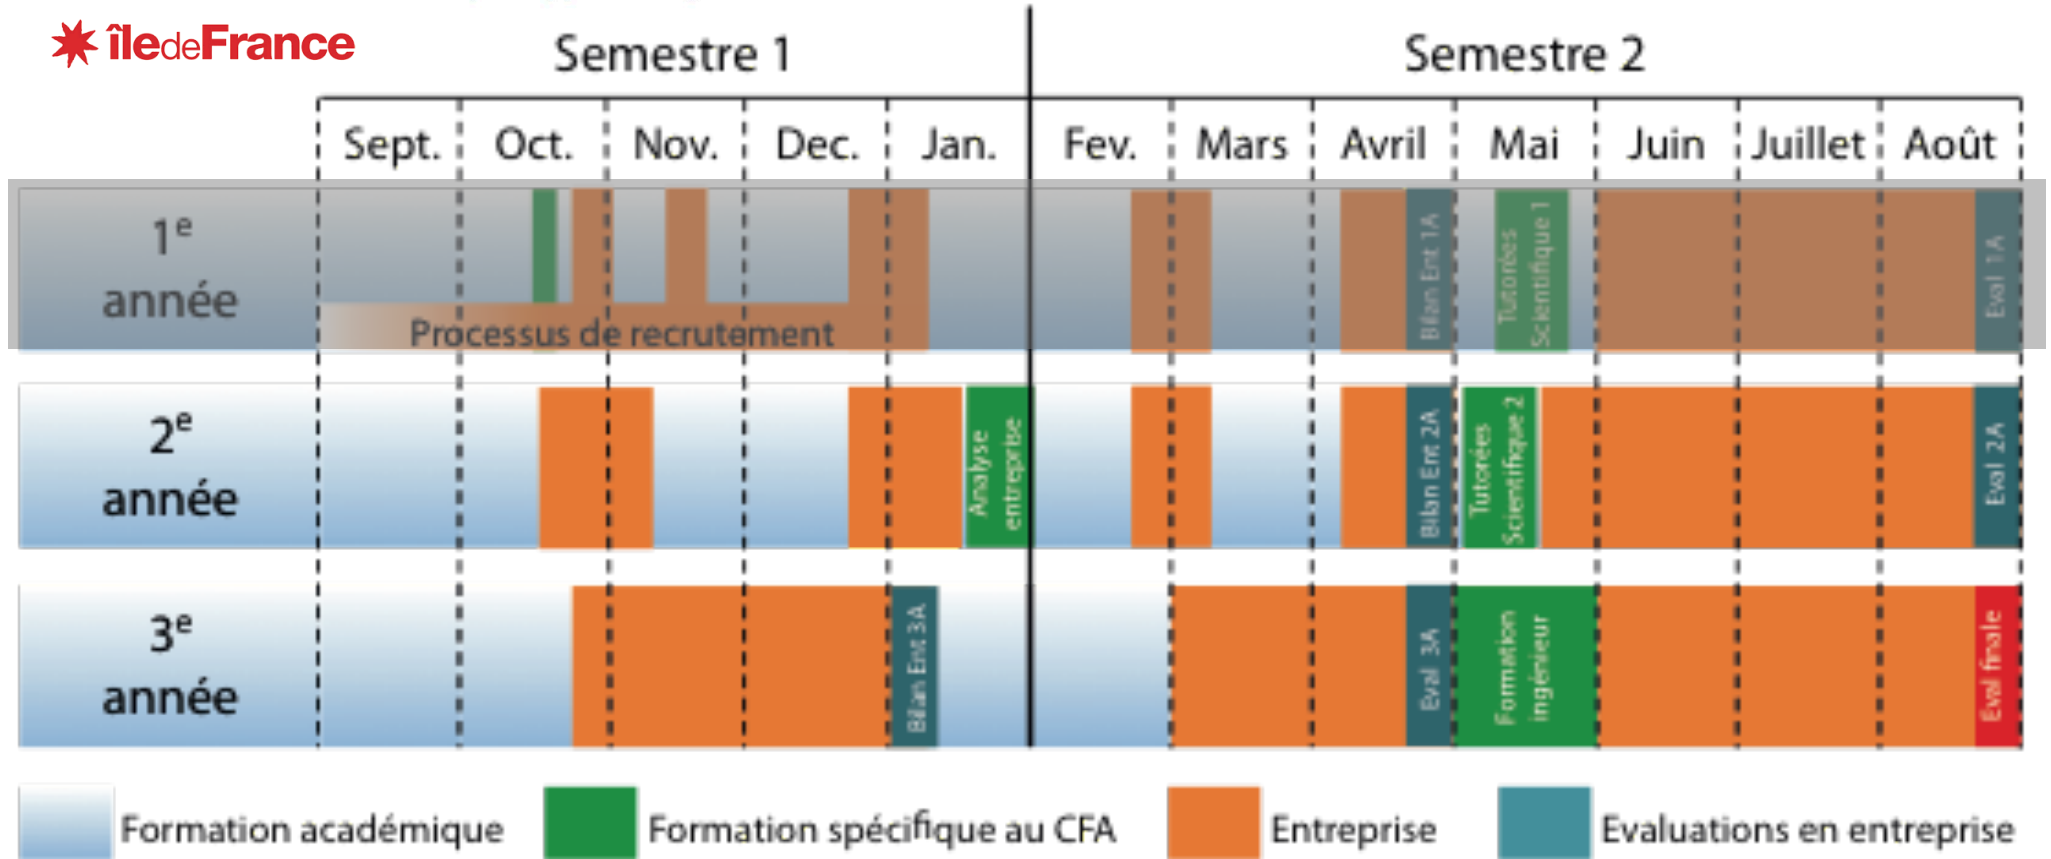 îledeFrance
Semestre 1
Semestre 2
Sept.
Oct.
Nov.
Dec.
Jan.
Fev.
Mars
Avril
Mai
Juin
Juillet
Août
1e
année
Processus de recrutement
Bilan Ent 1A
Tutorées
Scientifique 1
Eval 1A
2e
année
Analyse
entreprise
Bilan Ent 2A
Tutorées
Scientifique 2
Eval 2A
3e
année
Bilan Ent 3A
Eval 3A
Formation
ingénieur
Eval finale
Formation académique
Formation spécifique au CFA
Entreprise
Evaluations en entreprise